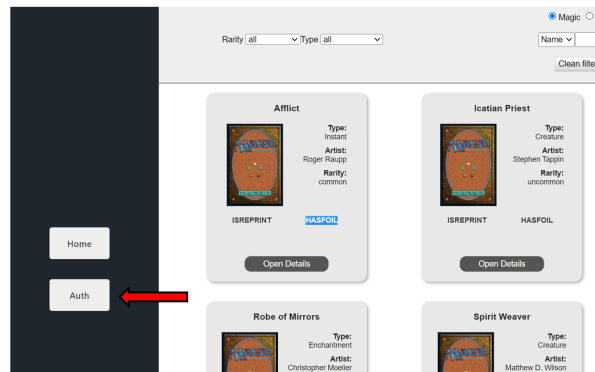 Magic
Rarity all Type all Name
Clean filte
Home
Auth
Afflict
Type:
Instant
Artist:
Roger Raupp
Rarity:
common
ISREPRINT HASFOIL
Open Details
Icatian Priest
Type:
Creature
Artist:
Stephen Tappin
Rarity:
uncommon
ISREPRINT HASFOIL
Open Details
Robe of Mirrors
Type:
Enchantment
Artist:
Christopher Moeller
Spirit Weaver
Type:
Creature
Artist:
Matthew D. Wilson